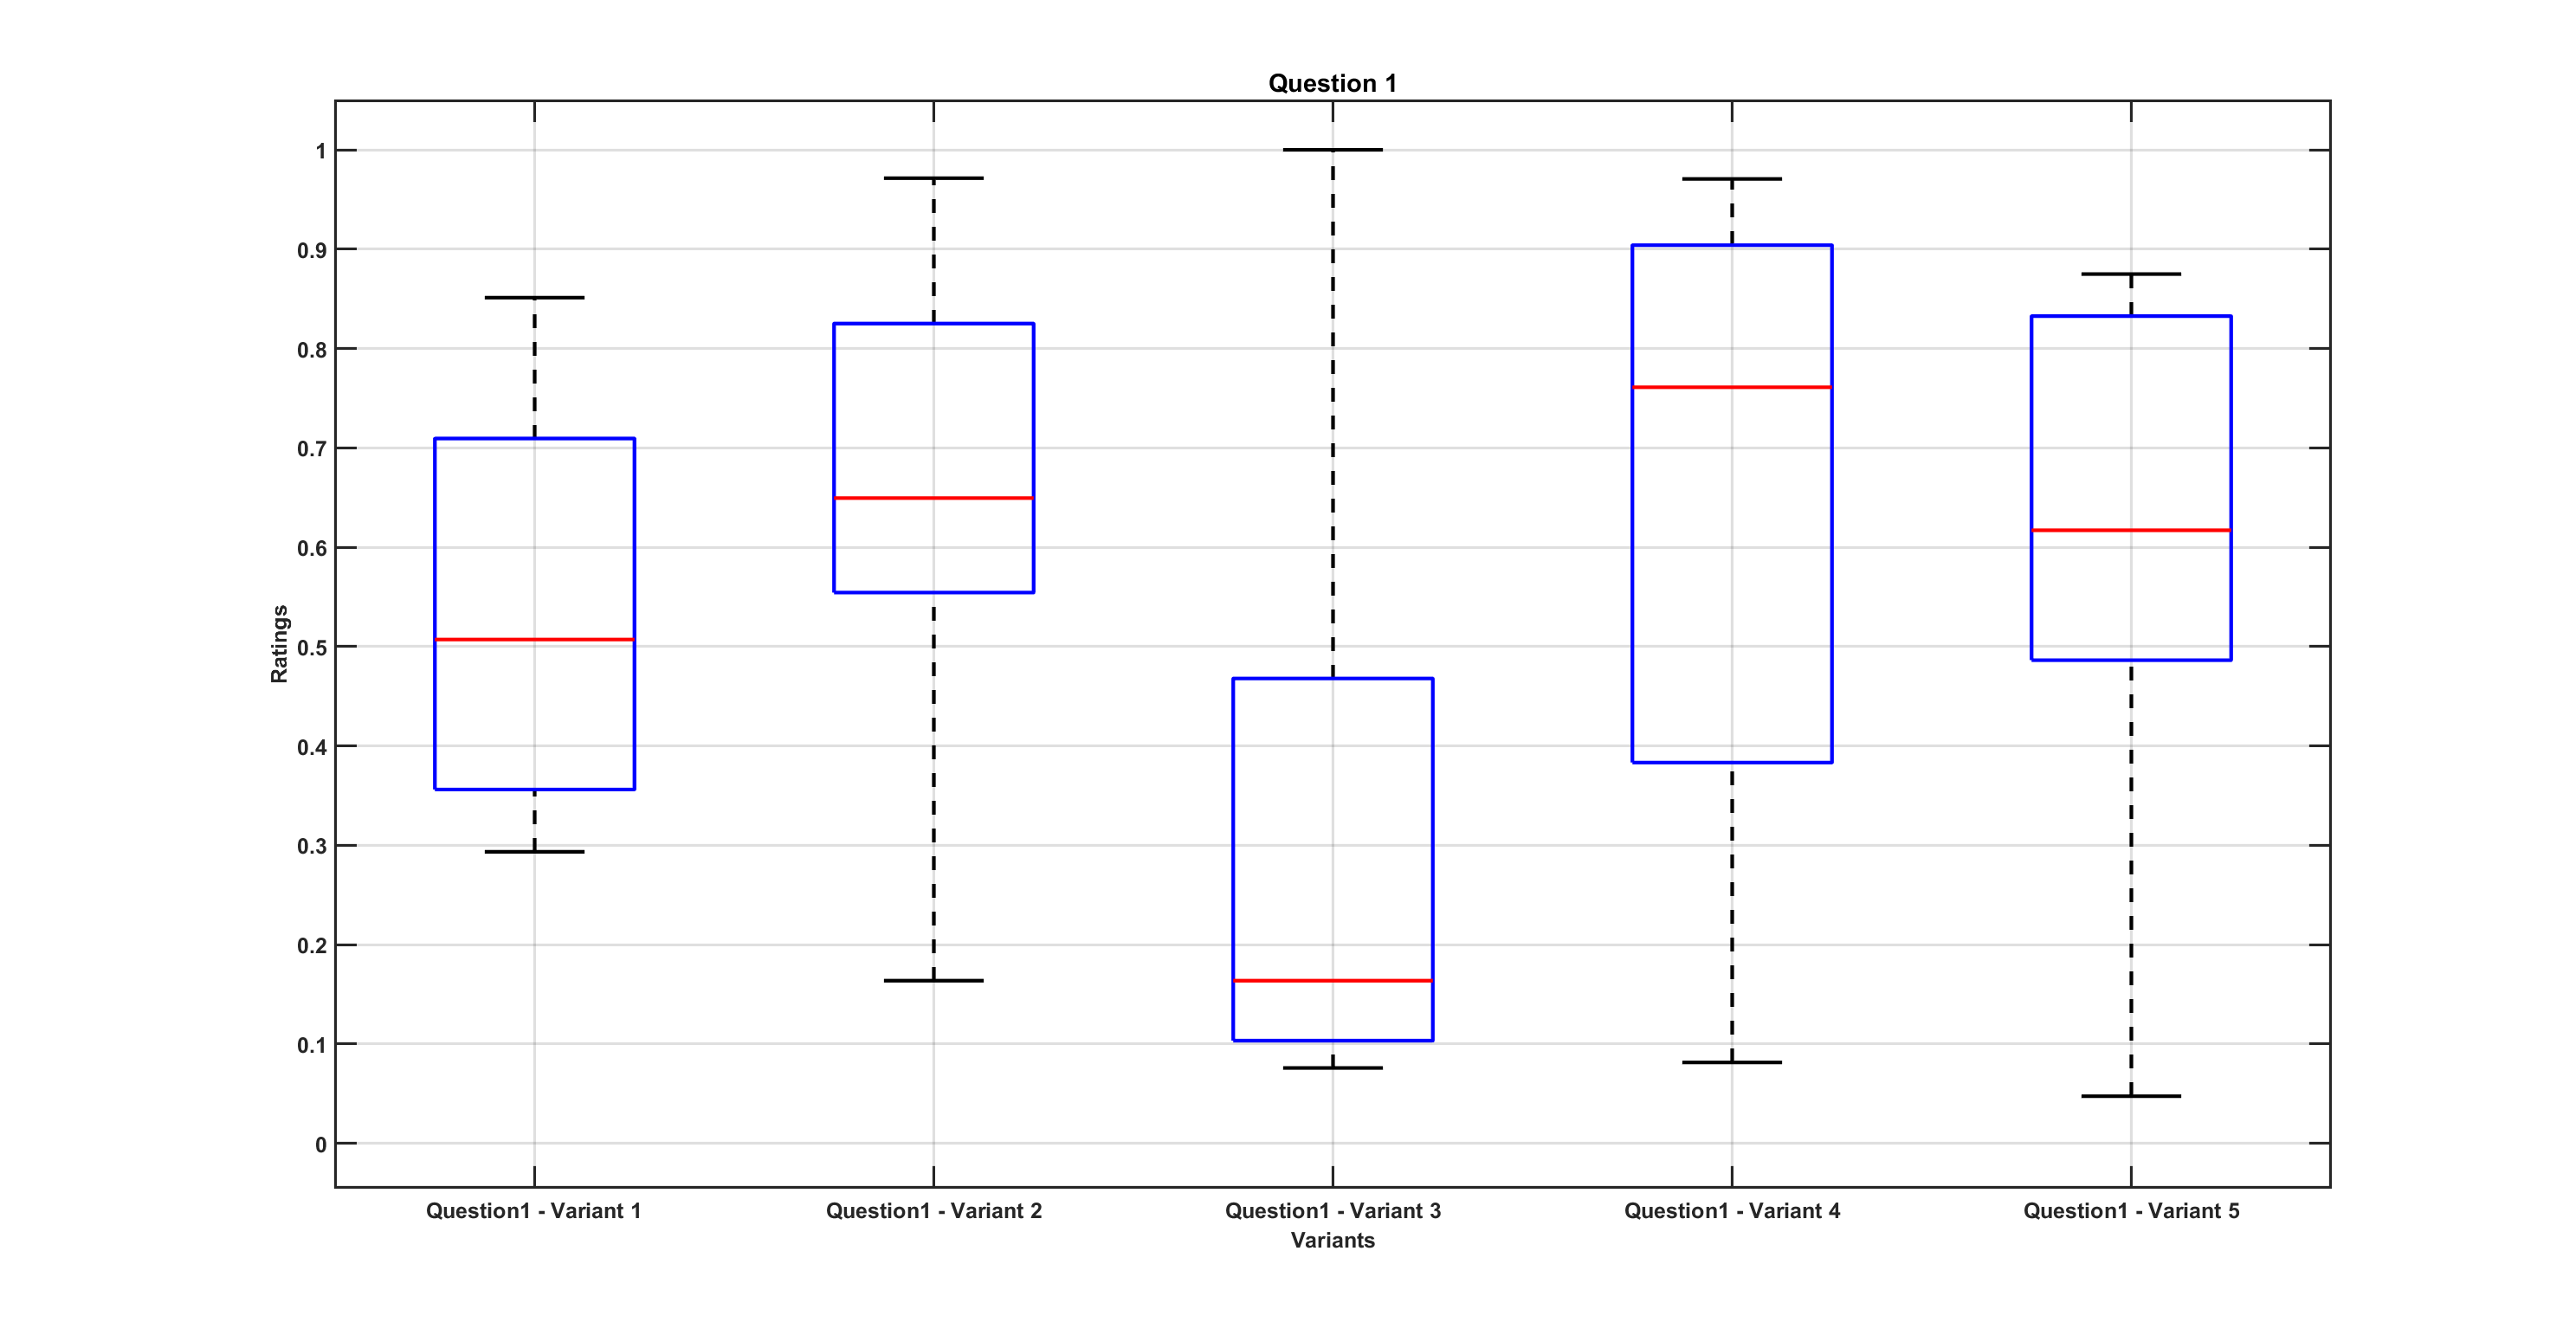 Question 1
1
0.9
0.8
0.7
0.6
0.5
0.4
0.3
0.2
0.1
0
Ratings
Question1 - Variant 1
Question1 - Variant 2
Question1 - Variant 3
Question1 - Variant 4
Question1 - Variant 5
Variants